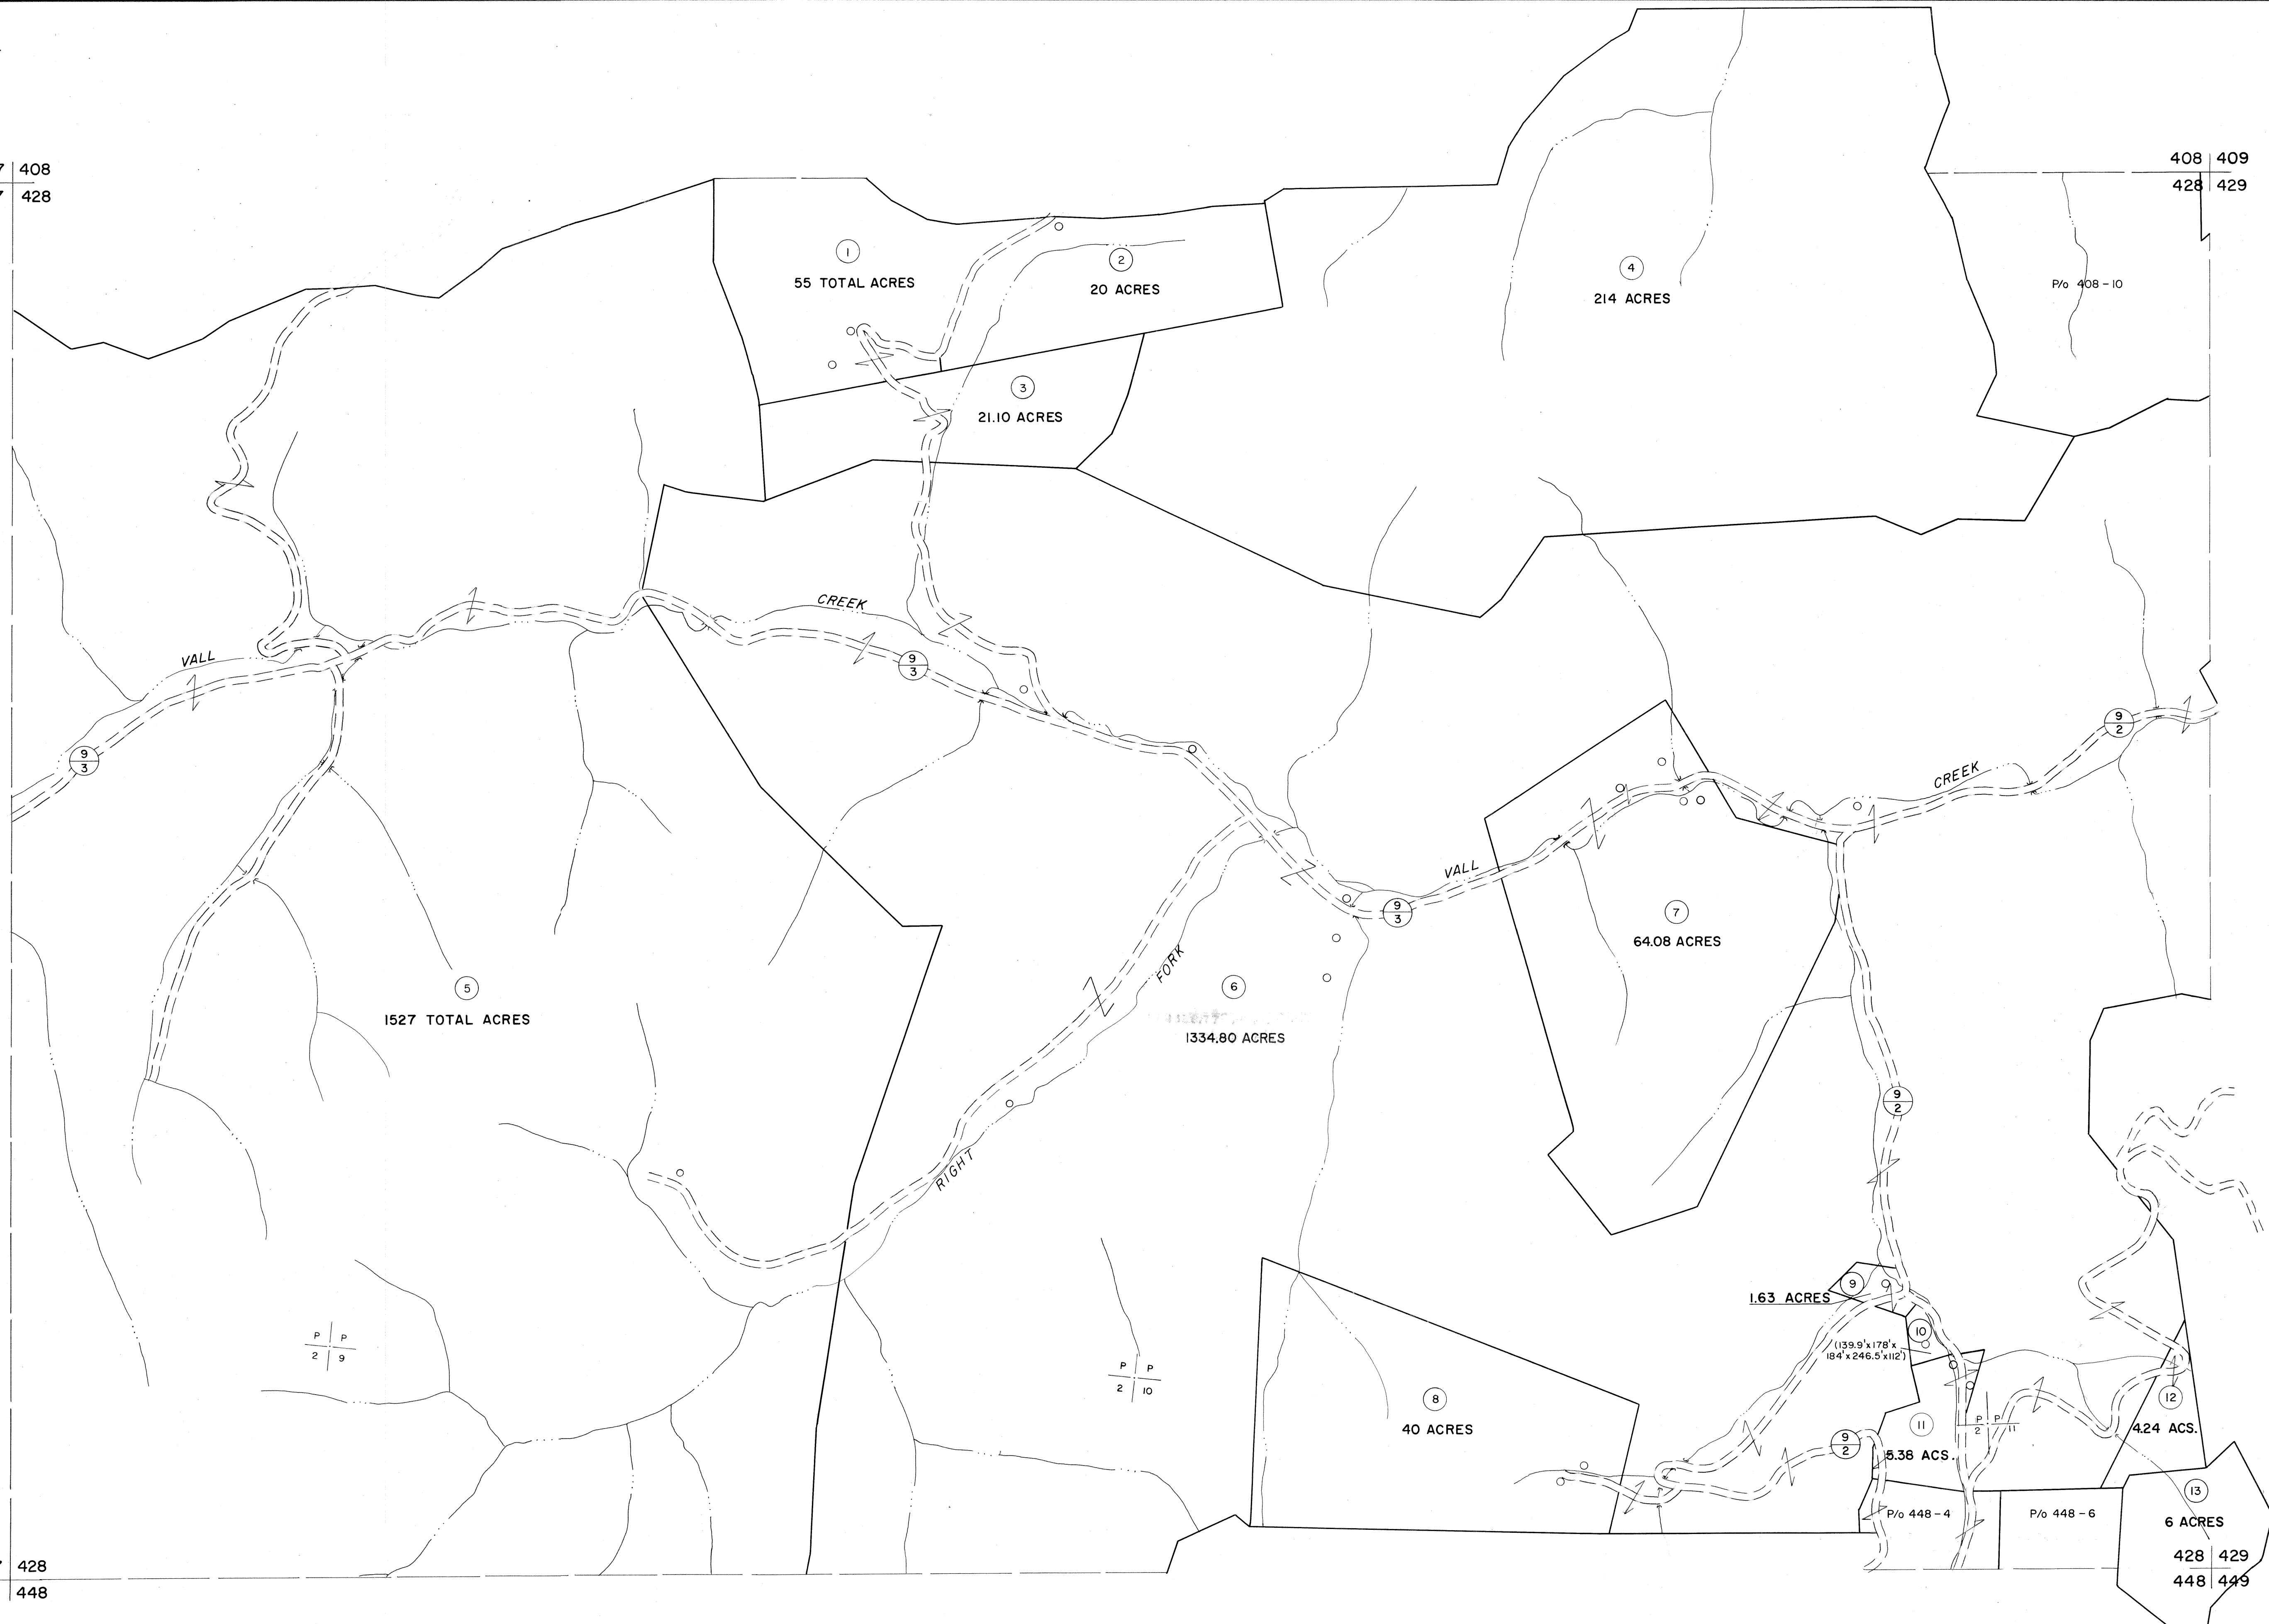 408
428
408 409
428 429
1
55 TOTAL ACRES
2
20 ACRES
4
214 ACRES
P/o 408-10
3
21.10 ACRES
CREEK
VALL
9
3
9
3
9
2
CREEK
VALL
9
3
7
64.08 ACRES
FORK
5
1527 TOTAL ACRES
6
1334.80 ACRES
9
2
RIGHT
9
1.63 ACRES
10
(139.9'x178'x
184'x246.5'x112')
P P
2 9
P P
2 10
8
40 ACRES
12
4.24 ACS.
11
5.38 ACS.
P P
2 11
9
2
13
6 ACRES
P/o 448-4
P/o 448-6
428
448
428 429
448 449